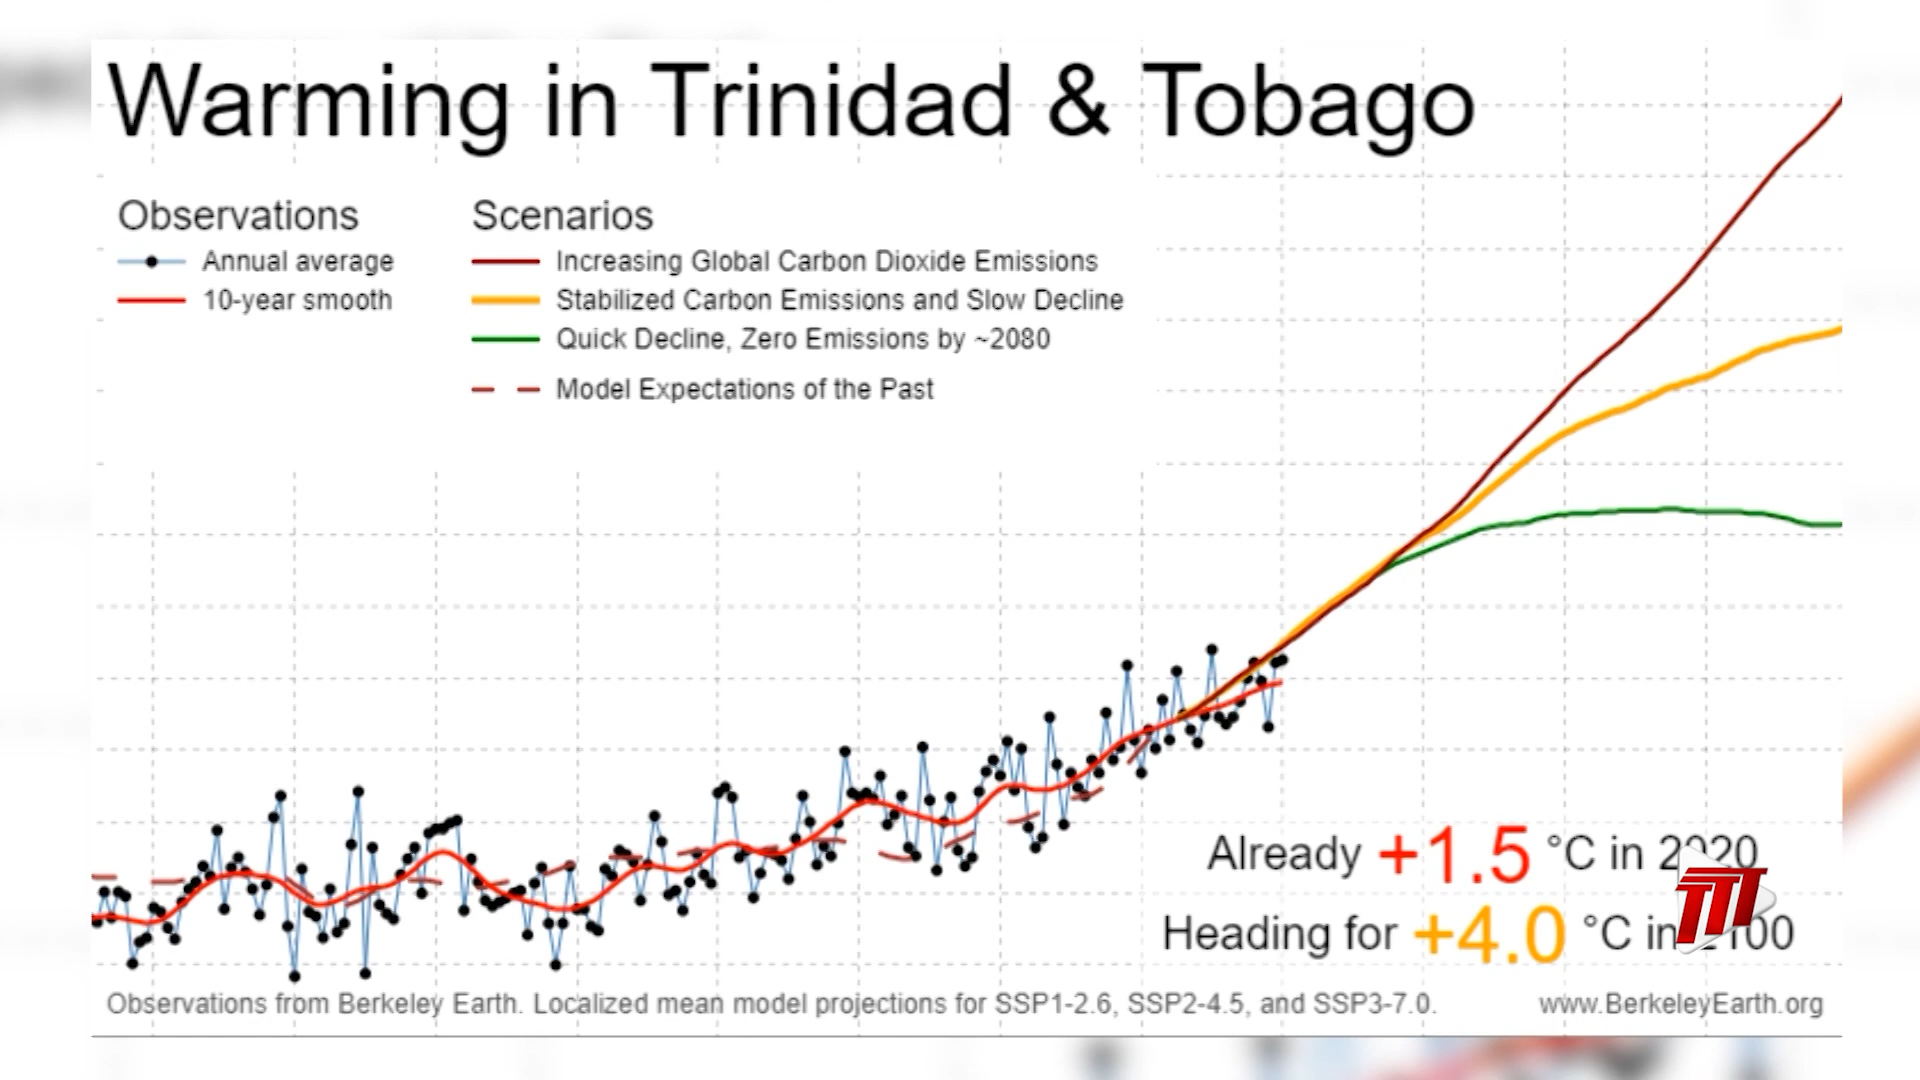 Warming in Trinidad & Tobago
Observations
Annual average
10-year smooth
Scenarios
Increasing Global Carbon Dioxide Emissions
Stabilized Carbon Emissions and Slow Decline
Quick Decline, Zero Emissions by ~2080
Model Expectations of the Past
Already +1.5 °C in 2020
Heading for +4.0 °C in 2100
TTT
Observations from Berkeley Earth. Localized mean model projections for SSP1-2.6, SSP2-4.5, and SSP3-7.0.
www.BerkeleyEarth.org